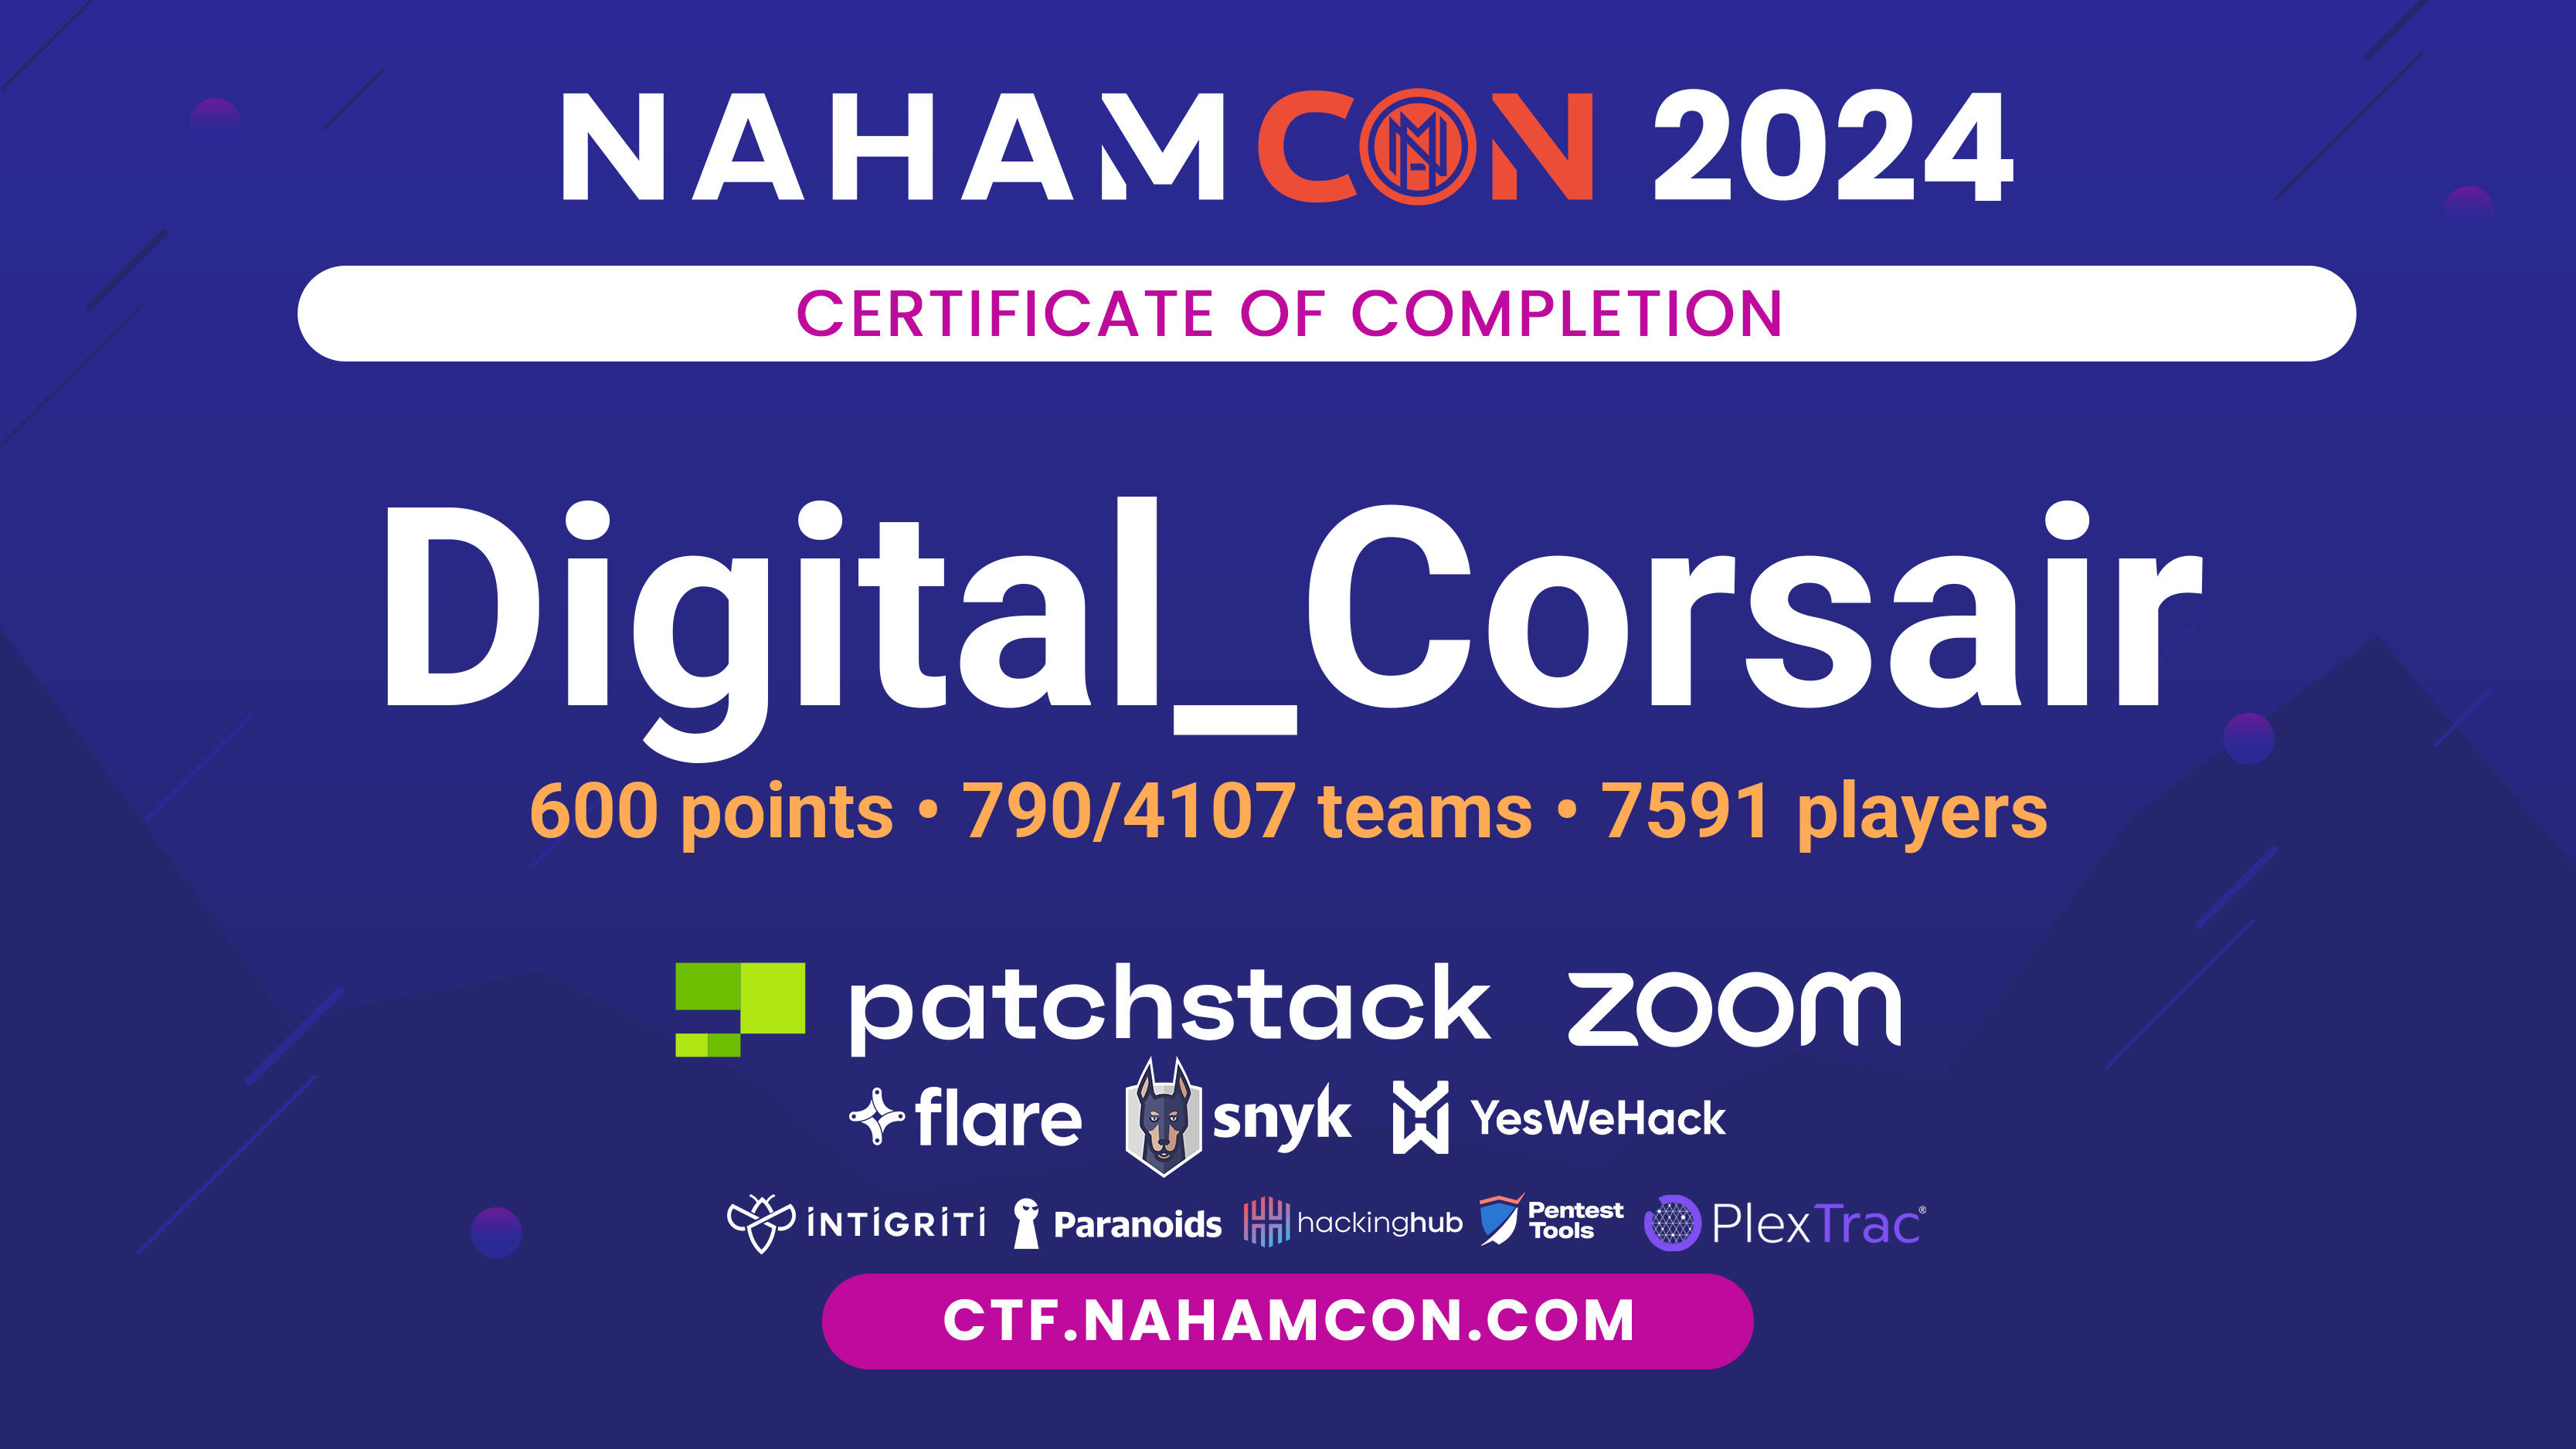 NAHAMCON 2024
CERTIFICATE OF COMPLETION
Digital_Corsair
600 points • 790/4107 teams • 7591 players
patchstack zoom
flare snyk YesWeHack
INTIGRITI Paranoids hackinghub Pentest Tools PlexTrac®
CTF.NAHAMCON.COM